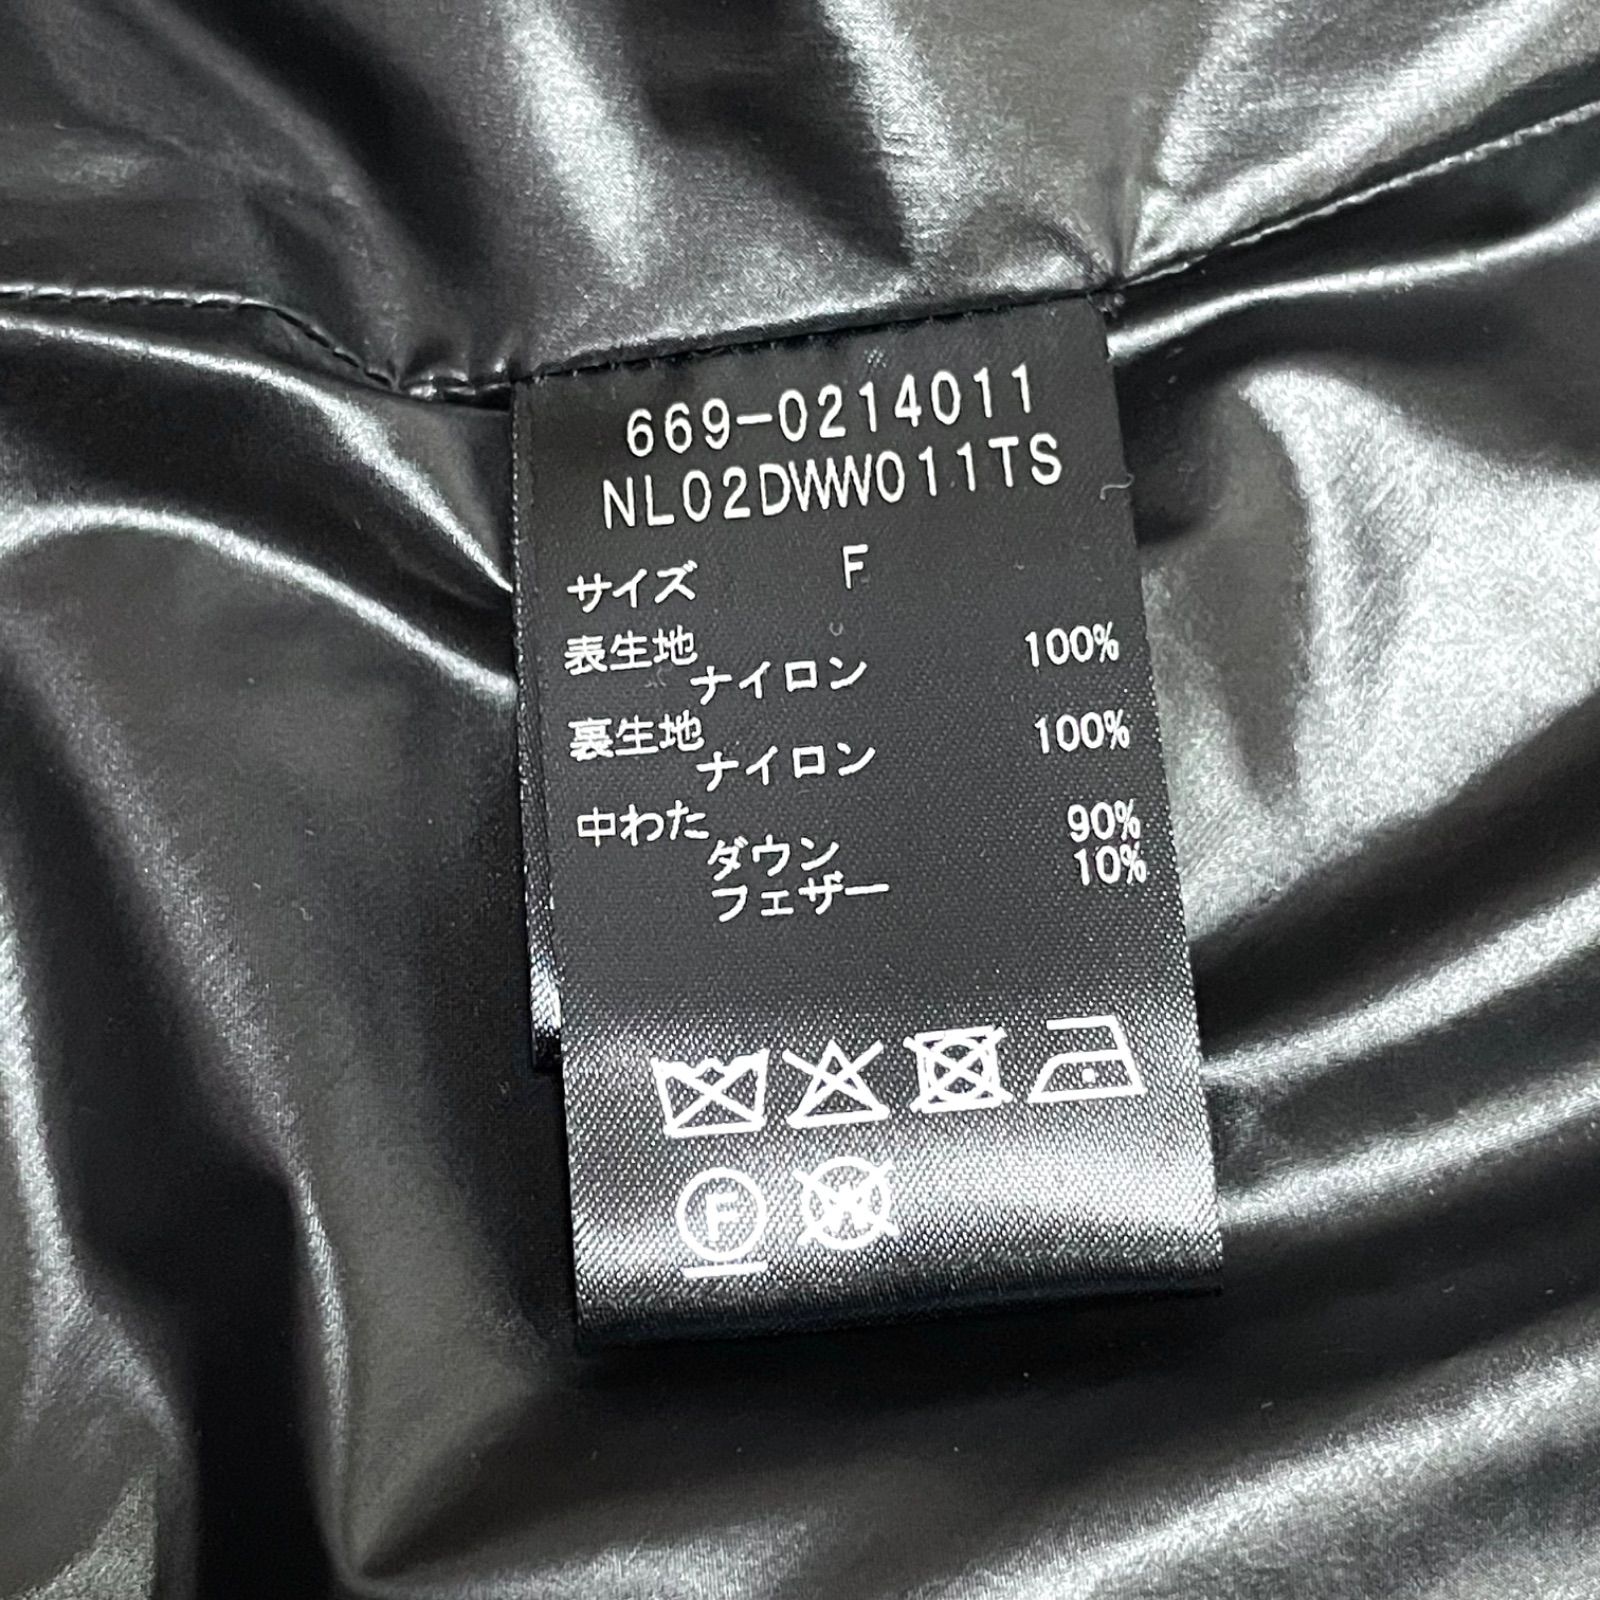 669-0214011
NL02DWW011TS
サイズ F
表生地
ナイロン 100%
裏生地
ナイロン 100%
中わた
ダウン 90%
フェザー 10%
F W